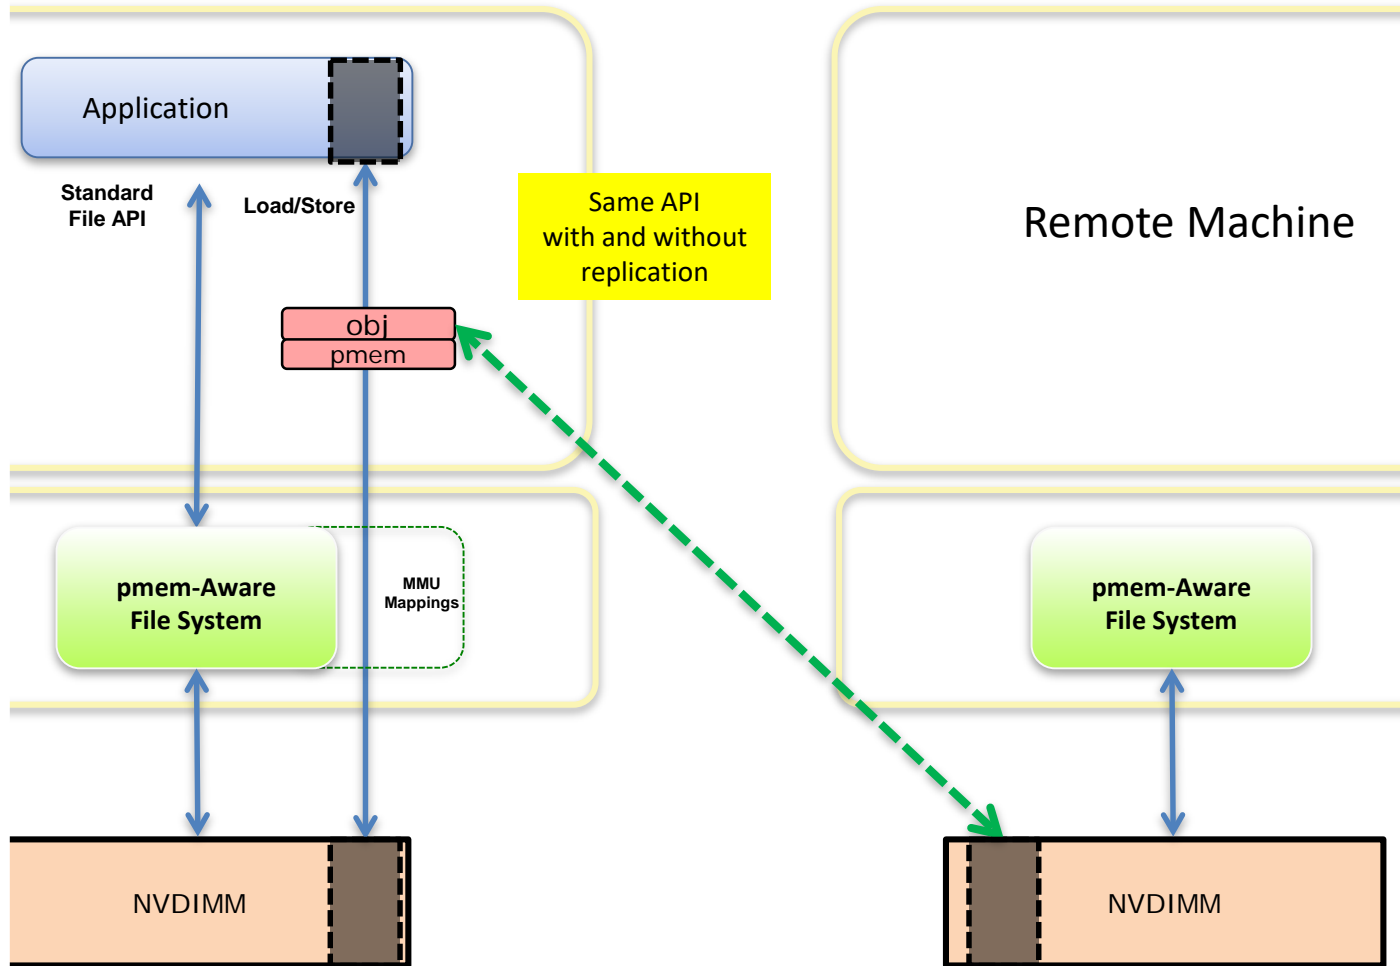 Application
Standard
File API
Load/Store
Same API
with and without
replication
Remote Machine
obj
pmem
pmem-Aware
File System
MMU
Mappings
pmem-Aware
File System
NVDIMM
NVDIMM